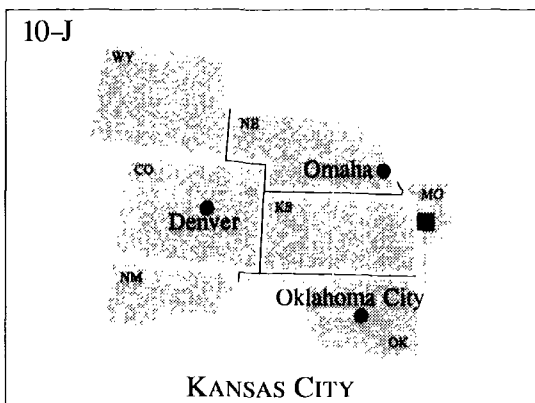 10-J
WY
NE
Omaha
CO
MO
Denver
KS
NM
Oklahoma City
OK
KANSAS CITY